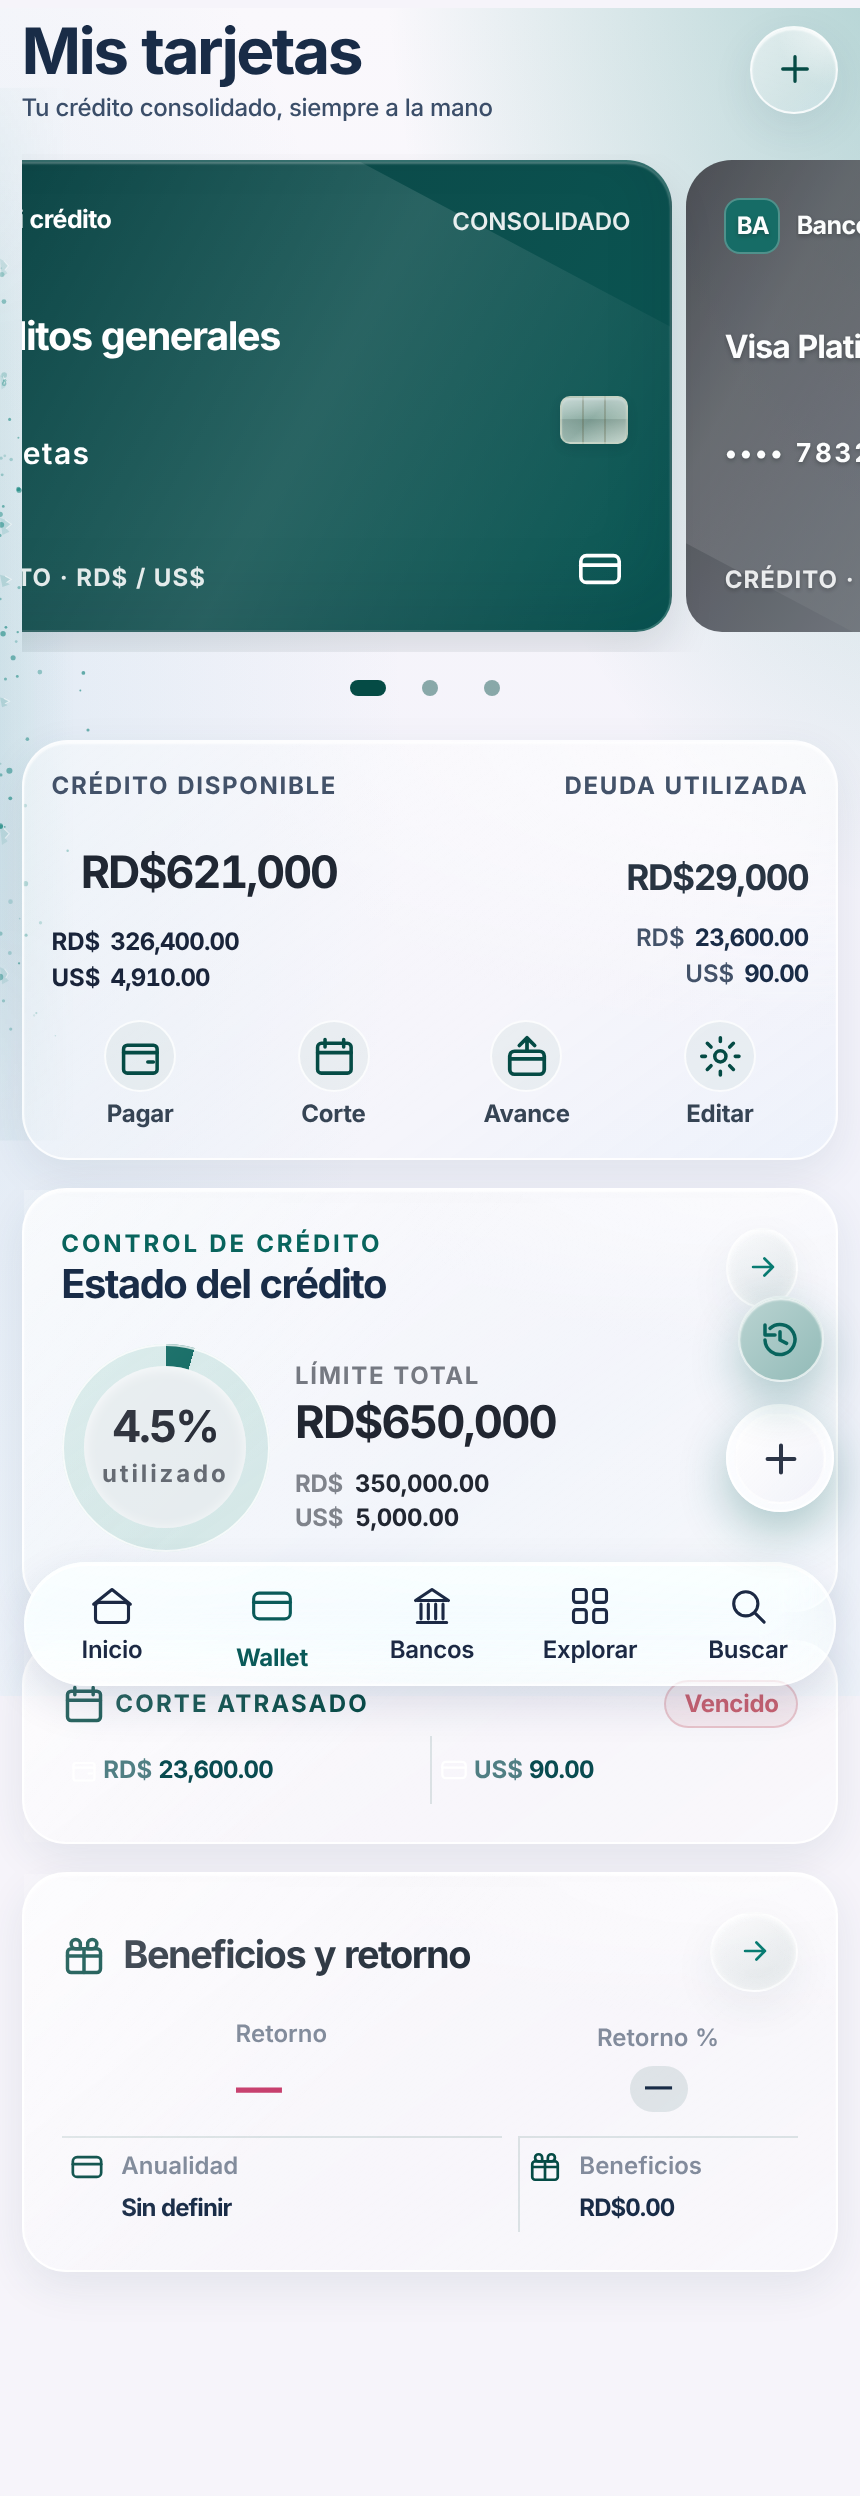 Mis tarjetas
Tu crédito consolidado, siempre a la mano
crédito
CONSOLIDADO
BA
Banco
itos generales
Visa Plati
etas
•••• 783
TO · RD$ / US$
CRÉDITO ·
CRÉDITO DISPONIBLE
DEUDA UTILIZADA
RD$621,000
RD$29,000
RD$ 326,400.00
RD$ 23,600.00
US$ 4,910.00
US$ 90.00
Pagar
Corte
Avance
Editar
CONTROL DE CRÉDITO
Estado del crédito
4.5%
utilizado
LÍMITE TOTAL
RD$650,000
RD$ 350,000.00
US$ 5,000.00
Inicio
Wallet
Bancos
Explorar
Buscar
CORTE ATRASADO
Vencido
RD$ 23,600.00
US$ 90.00
Beneficios y retorno
Retorno
Retorno %
—
—
Anualidad
Sin definir
Beneficios
RD$0.00